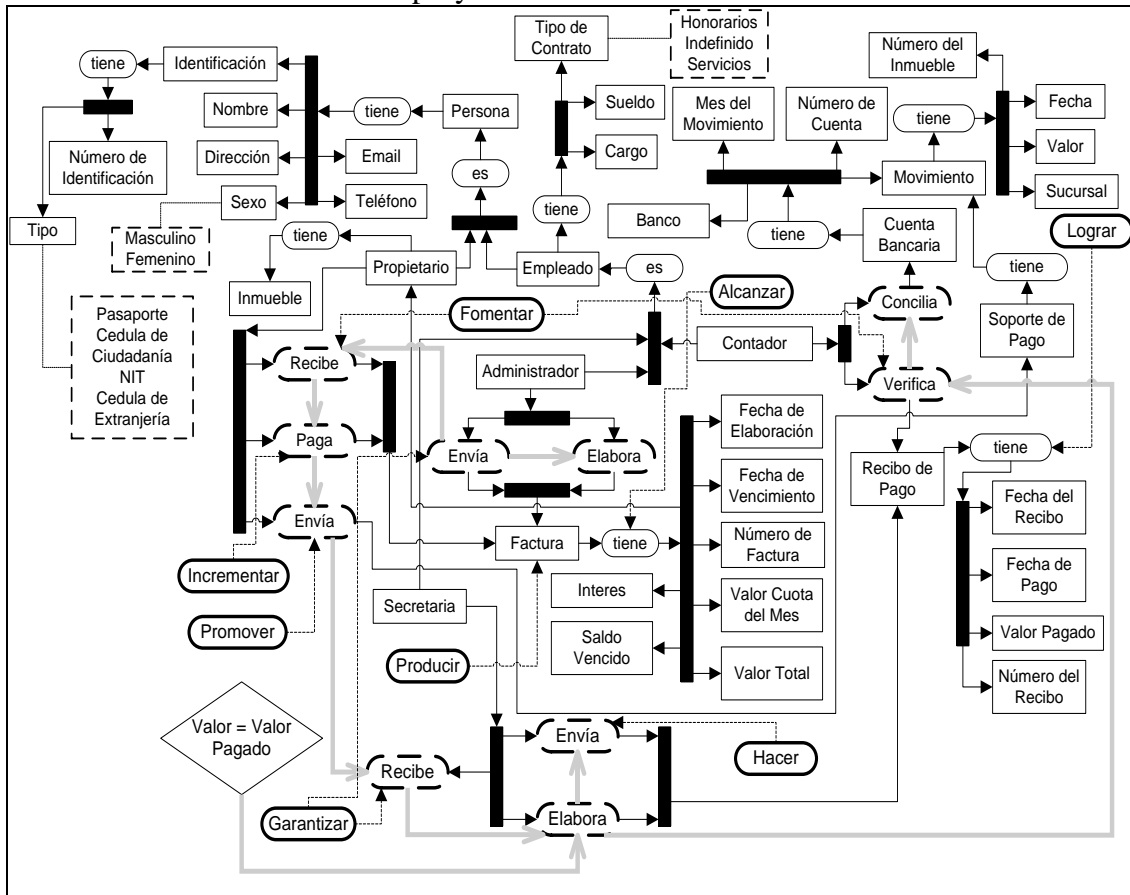 Tipo de
Contrato
Honorarios
Indefinido
Servicios
Número del
Inmueble
tiene
Identificación
Sueldo
Mes del
Movimiento
Número de
Cuenta
Fecha
Nombre
tiene
Persona
tiene
Valor
Número de
Identificación
Dirección
Email
Cargo
es
Movimiento
Sucursal
Sexo
Teléfono
tiene
Banco
Tipo
Masculino
Femenino
tiene
Propietario
Empleado
es
tiene
Cuenta
Bancaria
Lograr
tiene
Inmueble
Alcanzar
Concilia
Pasaporte
Cedula de
Ciudadanía
NIT
Cedula de
Extranjería
Fomentar
Soporte de
Pago
Recibe
Administrador
Contador
Verifica
Fecha de
Elaboración
Paga
Envía
Elabora
Recibo de
Pago
tiene
Fecha de
Vencimiento
Fecha del
Recibo
Envía
Factura
tiene
Número de
Factura
Fecha de
Pago
Incrementar
Secretaria
Interes
Valor Cuota
del Mes
Promover
Producir
Saldo
Vencido
Valor Pagado
Valor Total
Número del
Recibo
Valor = Valor
Pagado
Envía
Hacer
Recibe
Garantizar
Elabora